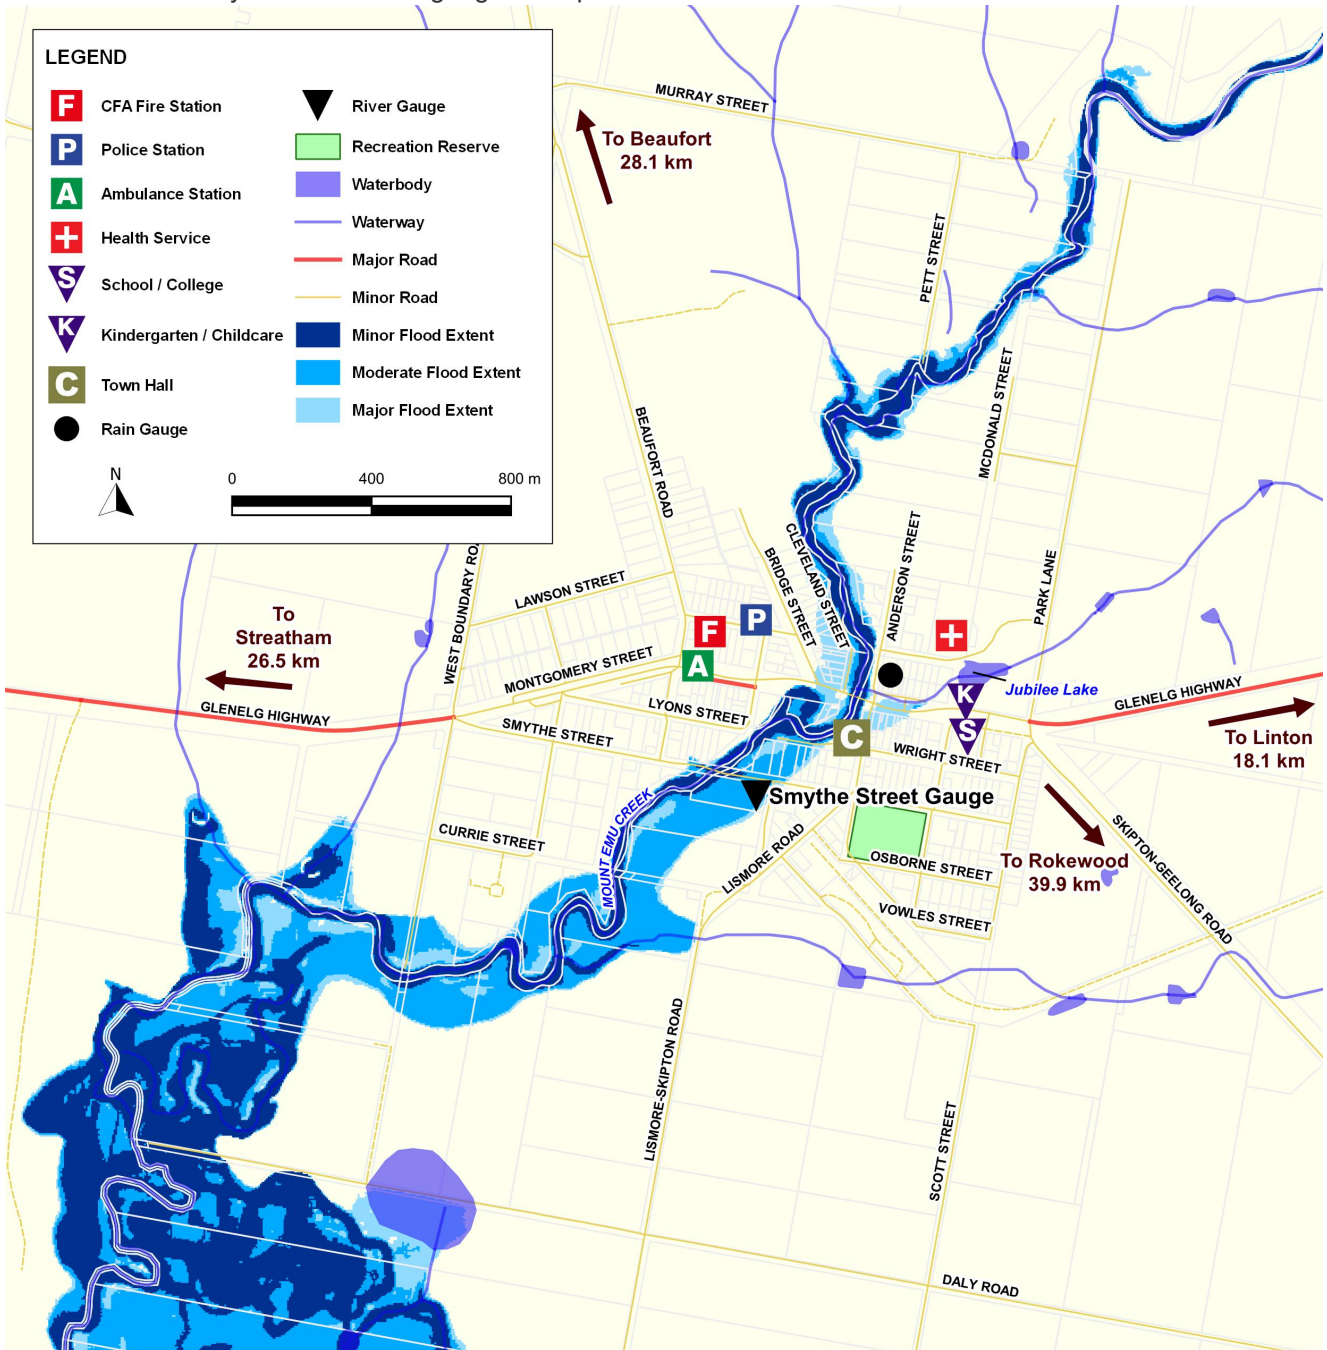 LEGEND
F CFA Fire Station
P Police Station
A Ambulance Station
Health Service
S School / College
K Kindergarten / Childcare
C Town Hall
Rain Gauge
River Gauge
Recreation Reserve
Waterbody
Waterway
Major Road
Minor Road
Minor Flood Extent
Moderate Flood Extent
Major Flood Extent
N
0 400 800 m
MURRAY STREET
To Beaufort
28.1 km
PETT STREET
MCDONALD STREET
BEAUFORT ROAD
CLEVELAND STREET
BRIDGE STREET
ANDERSON STREET
PARK LANE
LAWSON STREET
WEST BOUNDARY
To
Streatham
26.5 km
F
P
A
MONTGOMERY STREET
GLENELG HIGHWAY
LYONS STREET
SMYTHE STREET
K
S
C
Jubilee Lake
GLENELG HIGHWAY
To Linton
18.1 km
WRIGHT STREET
Smythe Street Gauge
MOUNT EMU CREEK
CURRIE STREET
LISMORE ROAD
OSBORNE STREET
VOWLES STREET
To Rokewood
39.9 km
SKIPTON-GEELONG ROAD
LISMORE-SKIPTON ROAD
SCOTT STREET
DALY ROAD